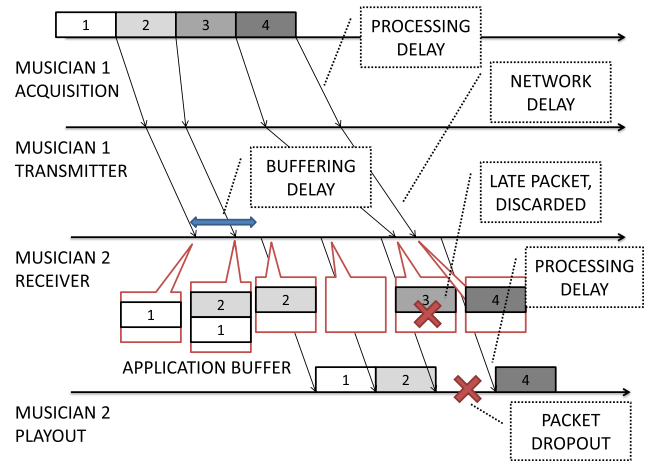 1 2 3 4
PROCESSING
DELAY
MUSICIAN 1
ACQUISITION
NETWORK
DELAY
MUSICIAN 1
TRANSMITTER
BUFFERING
DELAY
LATE PACKET,
DISCARDED
MUSICIAN 2
RECEIVER
PROCESSING
DELAY
1
2
1
2
3
4
APPLICATION BUFFER
1 2 4
MUSICIAN 2
PLAYOUT
PACKET
DROPOUT